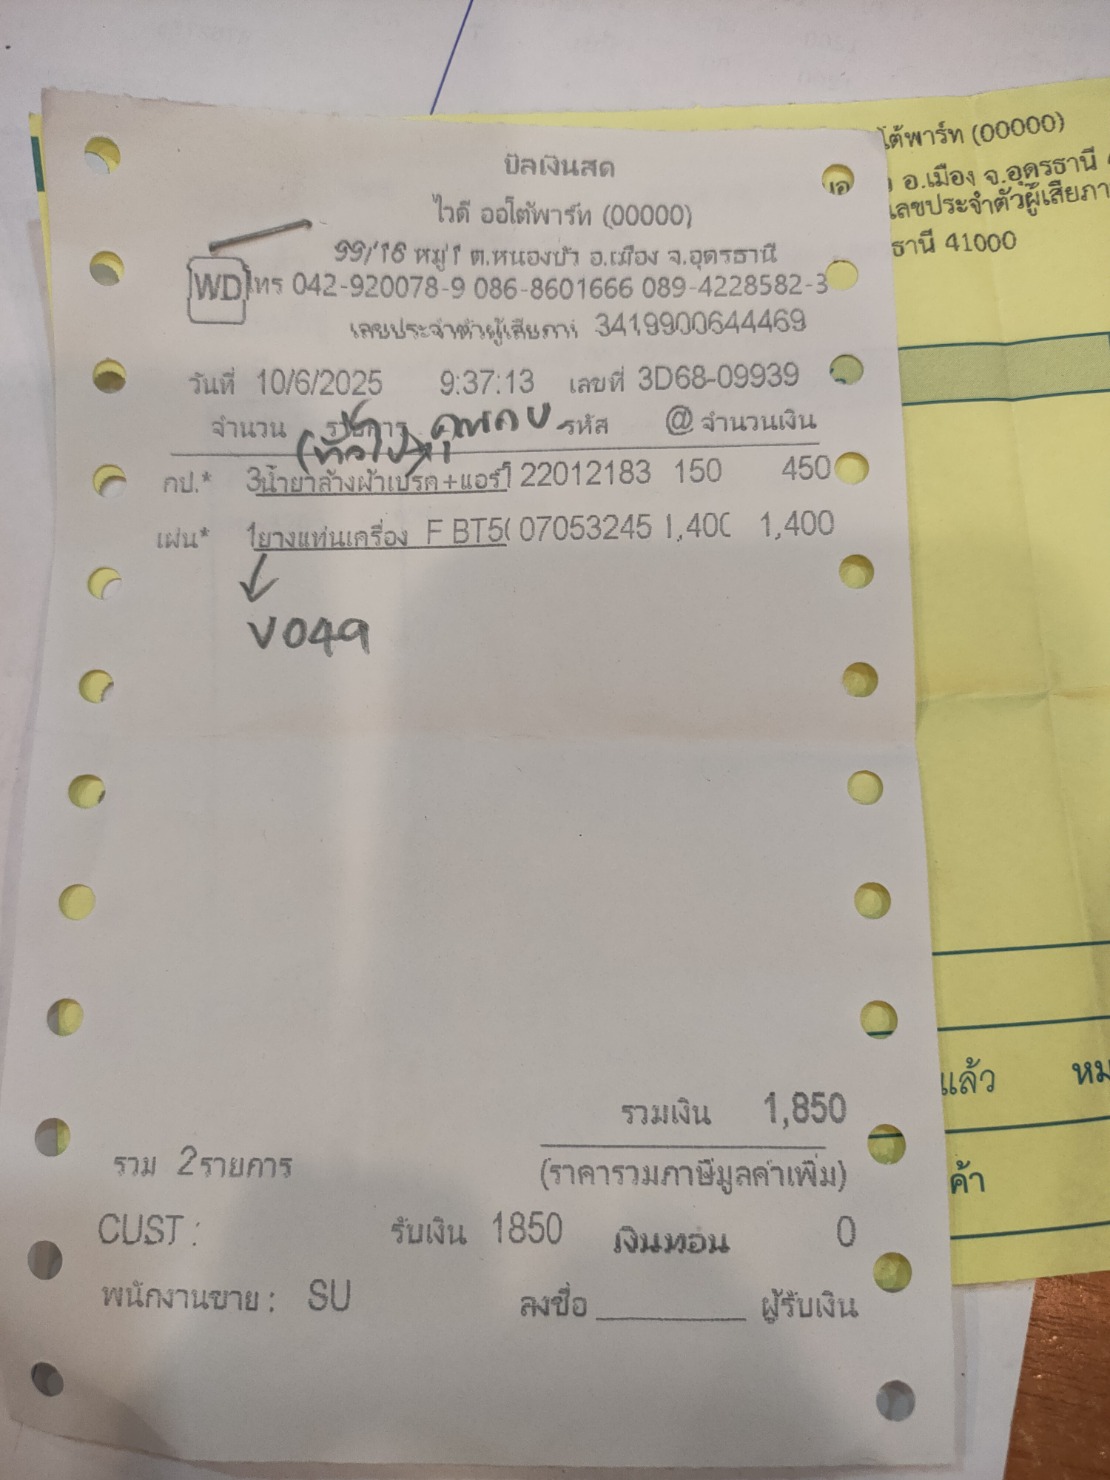 บิลเงินสด
ไวดี ออโต้พาร์ท (00000)
99/16 หมู่1 ต.หนองบัว อ.เมือง จ.อุดรธานี
WD โทร 042-920078-9 086-8601666 089-4228582-3
เลขประจำตัวผู้เสียภาษี 3419900644469
วันที่ 10/6/2025 9:37:13 เลขที่ 3D68-09939
จำนวน รายการ รหัส @ จำนวนเงิน
(ทั่วไป)
กป.* 3น้ำยาล้างผ้าเบรค+แอร์ 22012183 150 450
เผ่น* 1ยางแท่นเครื่อง F BT5( 07053245 1,400 1,400
V049
รวมเงิน 1,850
รวม 2รายการ (ราคารวมภาษีมูลค่าเพิ่ม)
CUST : รับเงิน 1850 เงินทอน 0
พนักงานขาย : SU ลงชื่อ ผู้รับเงิน
โต้พาร์ท (00000)
อ.เมือง จ.อุดรธานี
เลขประจำตัวผู้เสียภา
ธานี 41000
แล้ว หม
ค้า